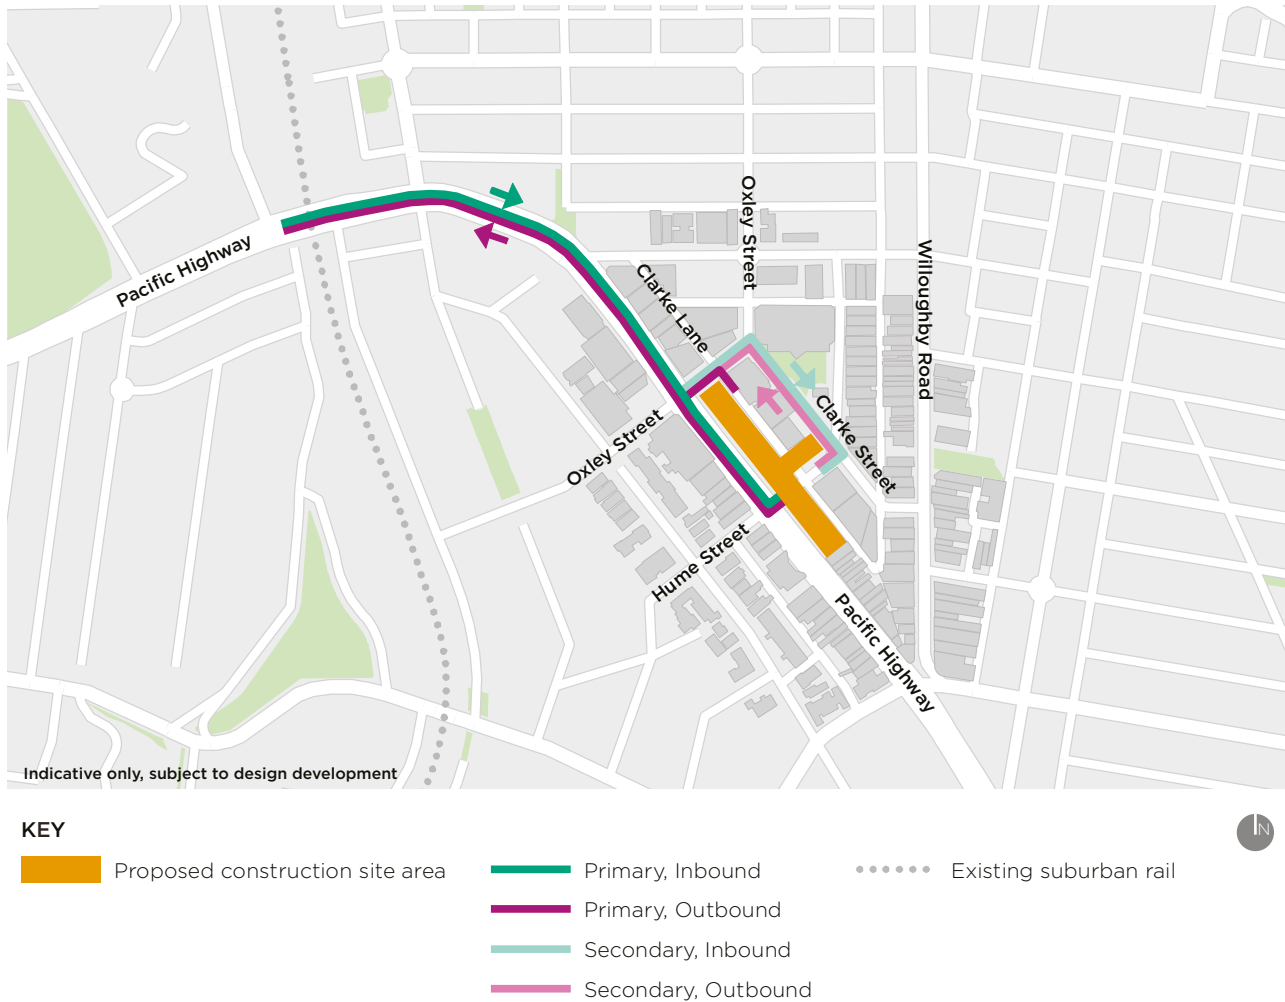 Oxley Street
Pacific Highway
Willoughby Road
Clarke Lane
Clarke Street
Oxley Street
Hume Street
Pacific Highway
Indicative only, subject to design development
KEY
N
Proposed construction site area
Primary, Inbound
Existing suburban rail
Primary, Outbound
Secondary, Inbound
Secondary, Outbound